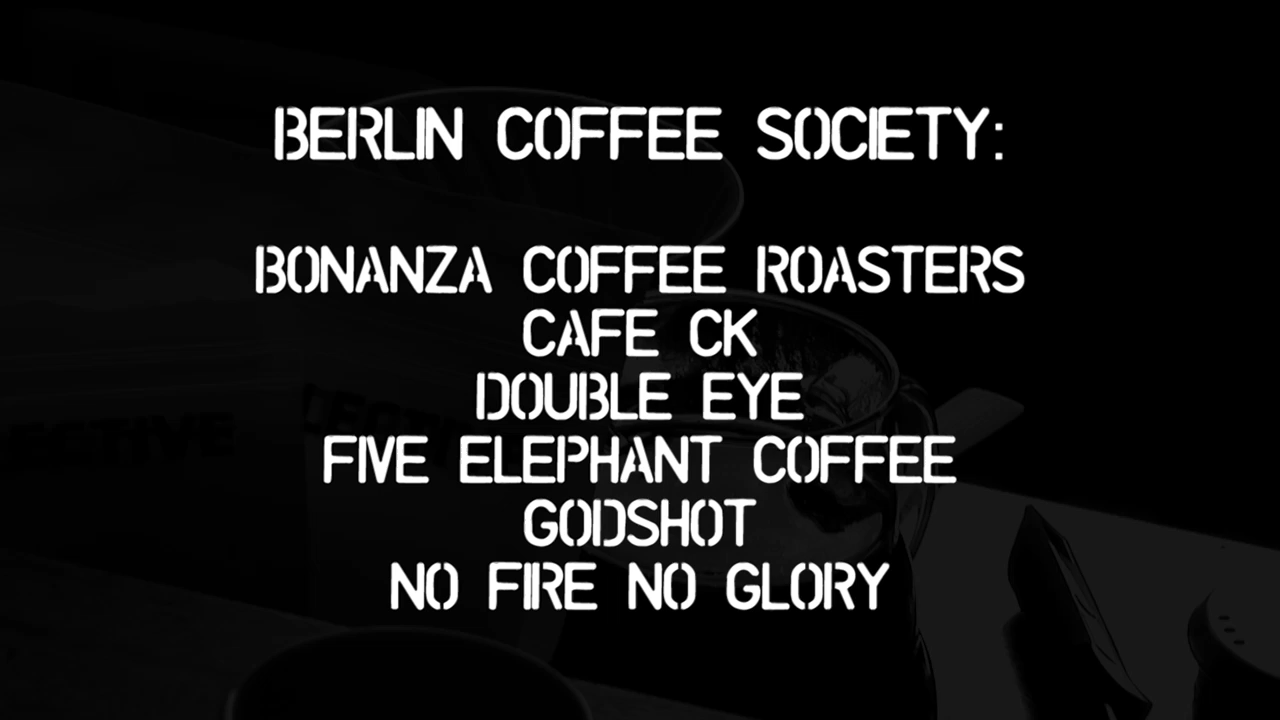 BERLIN COFFEE SOCIETY:
BONANZA COFFEE ROASTERS
CAFE CK
DOUBLE EYE
FIVE ELEPHANT COFFEE
GODSHOT
NO FIRE NO GLORY